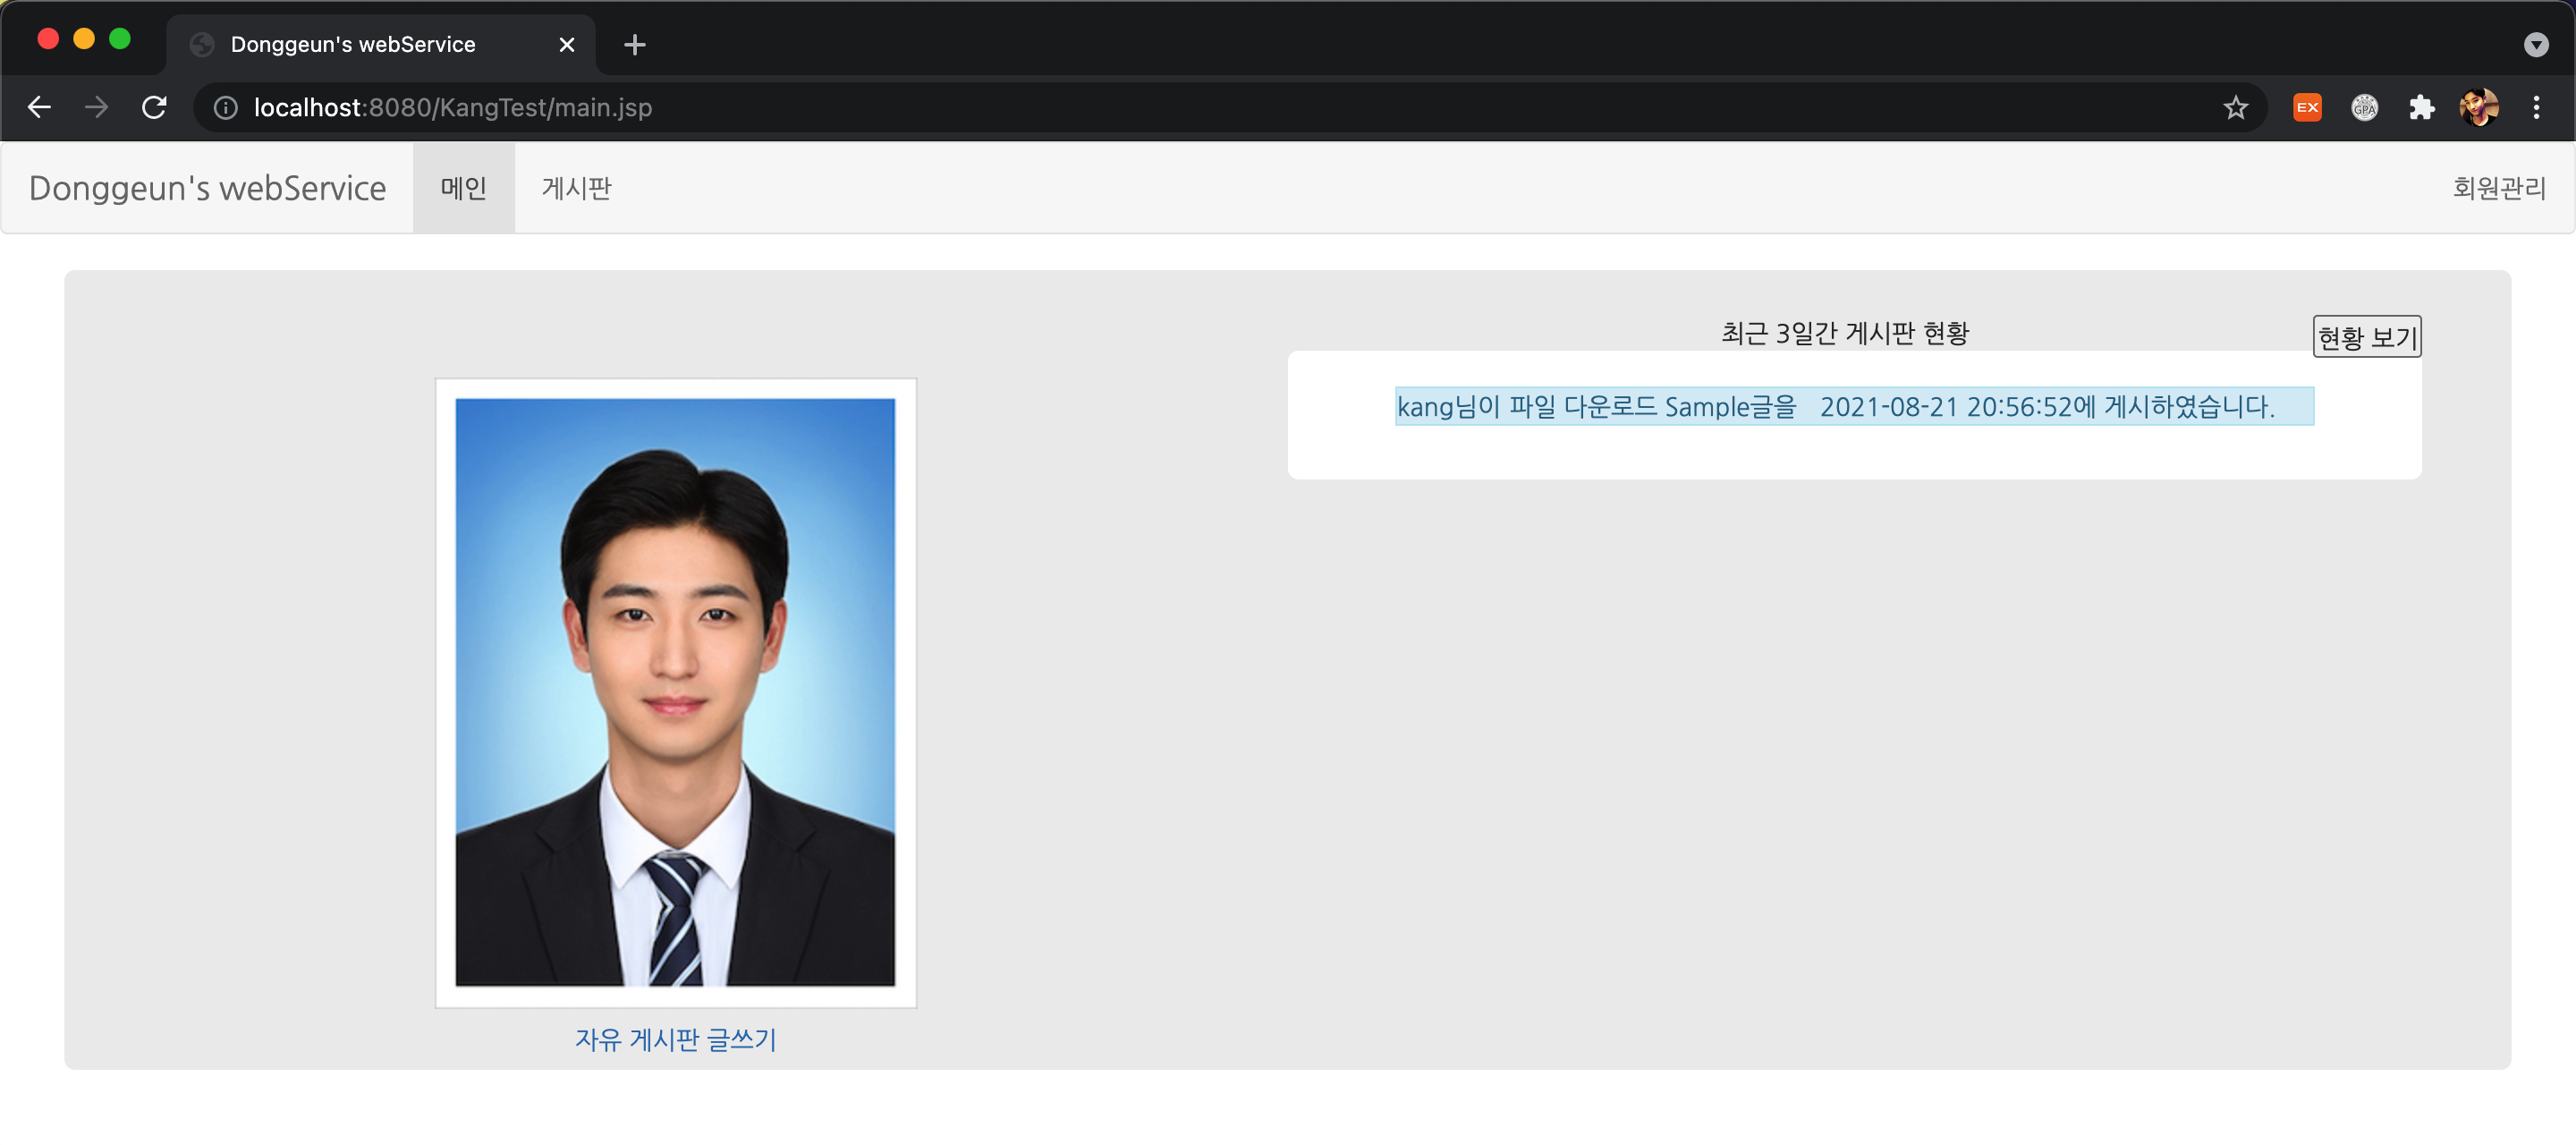 Donggeun's webService
localhost:8080/KangTest/main.jsp
EX
GPA
Donggeun's webService 메인 게시판 회원관리
최근 3일간 게시판 현황 현황 보기
kang님이 파일 다운로드 Sample글을 2021-08-21 20:56:52에 게시하였습니다.
자유 게시판 글쓰기